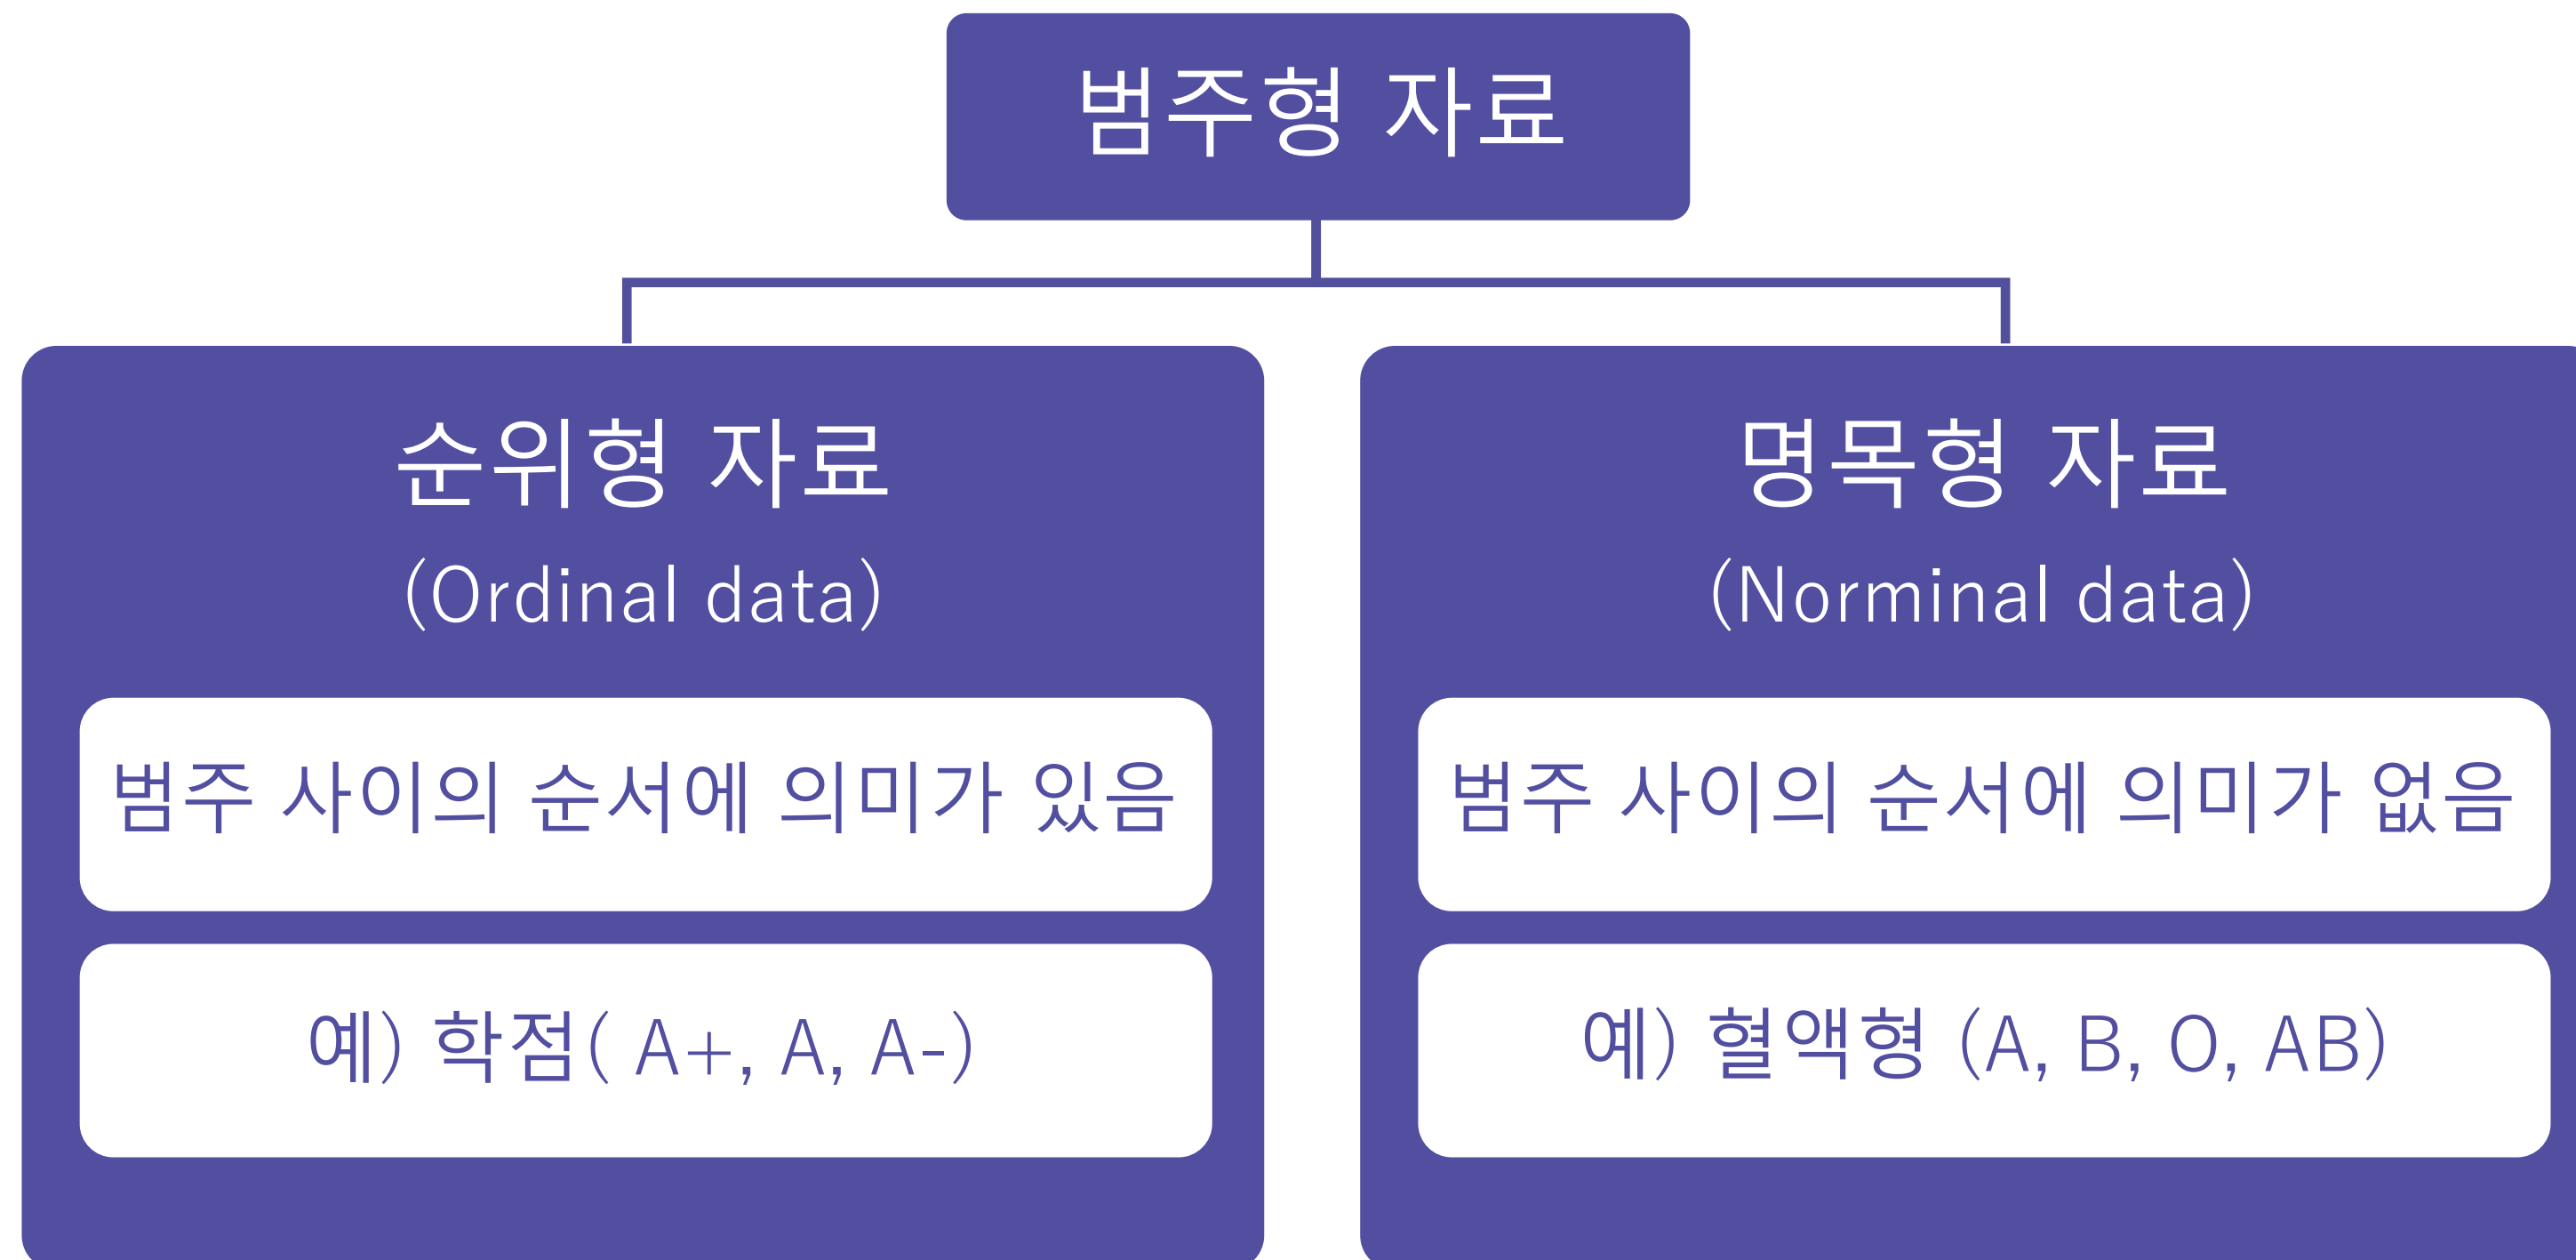 범주형 자료
순위형 자료
(Ordinal data)
범주 사이의 순서에 의미가 있음
예) 학점( A+, A, A-)
명목형 자료
(Norminal data)
범주 사이의 순서에 의미가 없음
예) 혈액형 (A, B, O, AB)